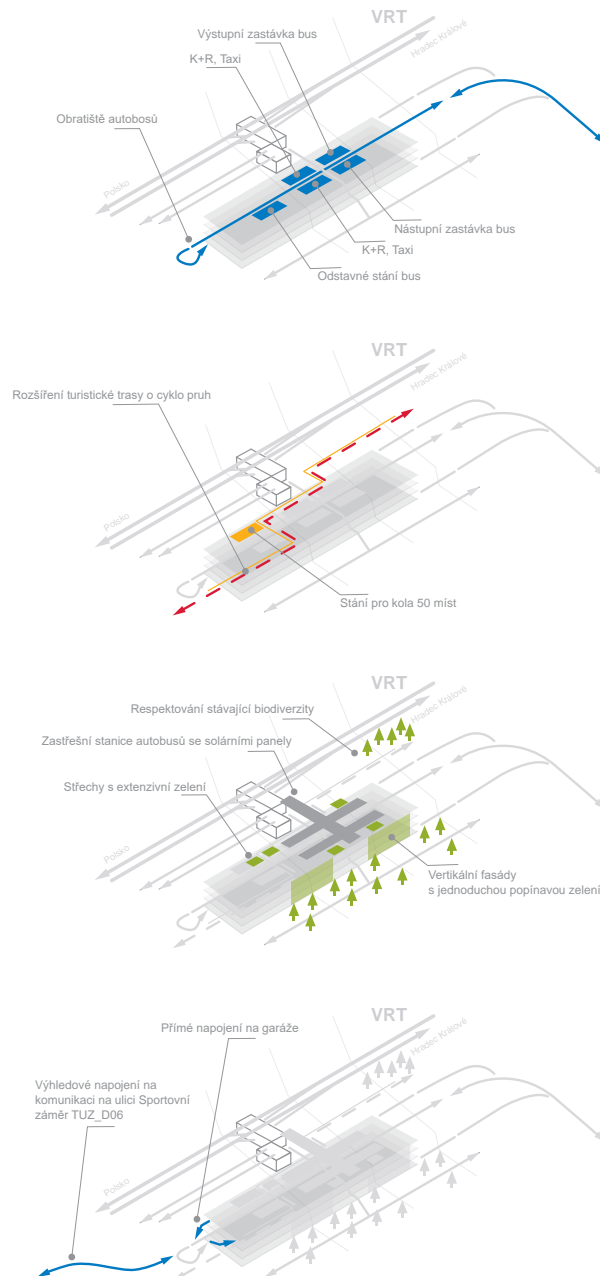 VRT
Výstupní zastávka bus
Hradec Králové
K+R, Taxi
Obratiště autobosů
Polsko
Nástupní zastávka bus
K+R, Taxi
Odstavné stání bus
VRT
Hradec Králové
Rozšíření turistické trasy o cyklo pruh
Polsko
Stání pro kola 50 míst
VRT
Respektování stávající biodiverzity
Hradec Králové
Zastřešní stanice autobusů se solárními panely
Střechy s extenzivní zelení
Polsko
Vertikální fasády
s jednoduchou popínavou zelení
VRT
Přímé napojení na garáže
Hradec Králové
Výhledové napojení na
komunikaci na ulici Sportovní
záměr TUZ_D06
Polsko